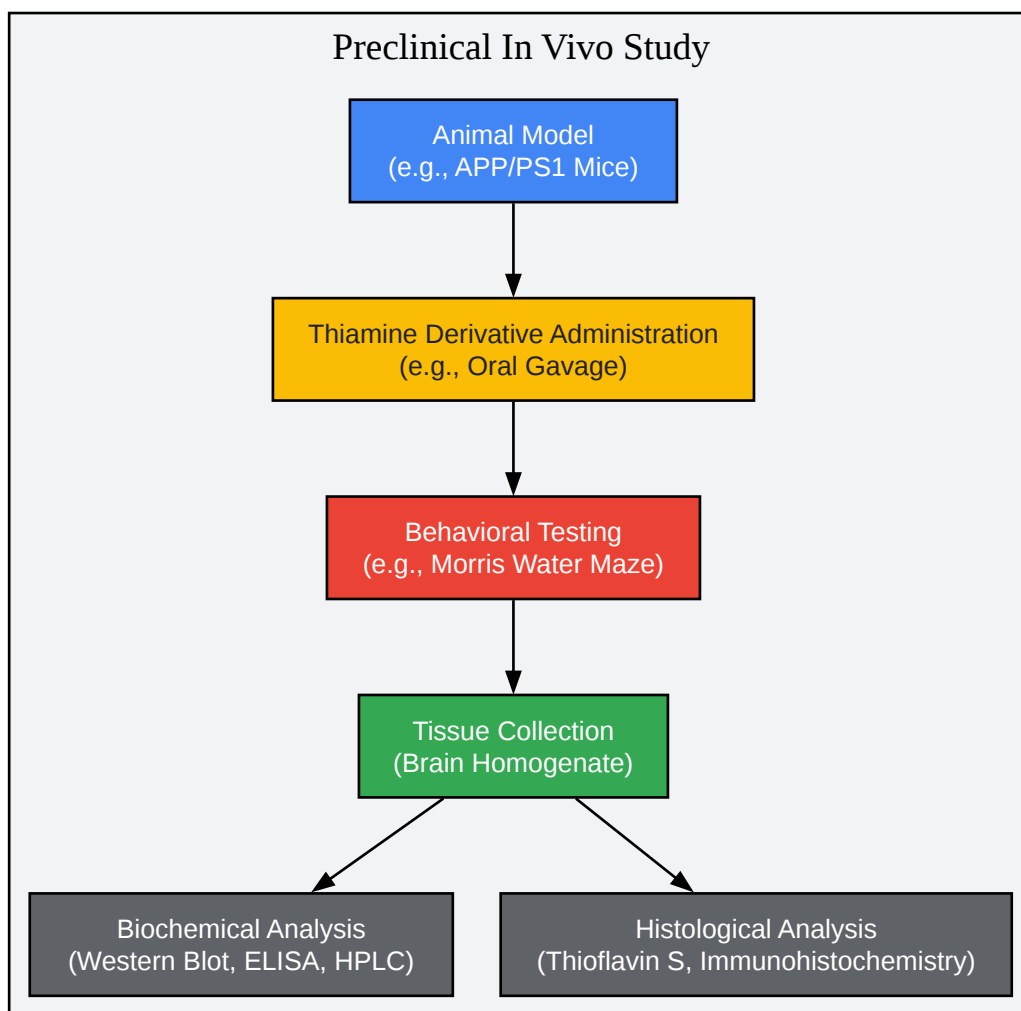 Preclinical In Vivo Study
Animal Model
(e.g., APP/PS1 Mice)
Thiamine Derivative Administration
(e.g., Oral Gavage)
Behavioral Testing
(e.g., Morris Water Maze)
Tissue Collection
(Brain Homogenate)
Biochemical Analysis
(Western Blot, ELISA, HPLC)
Histological Analysis
(Thioflavin S, Immunohistochemistry)